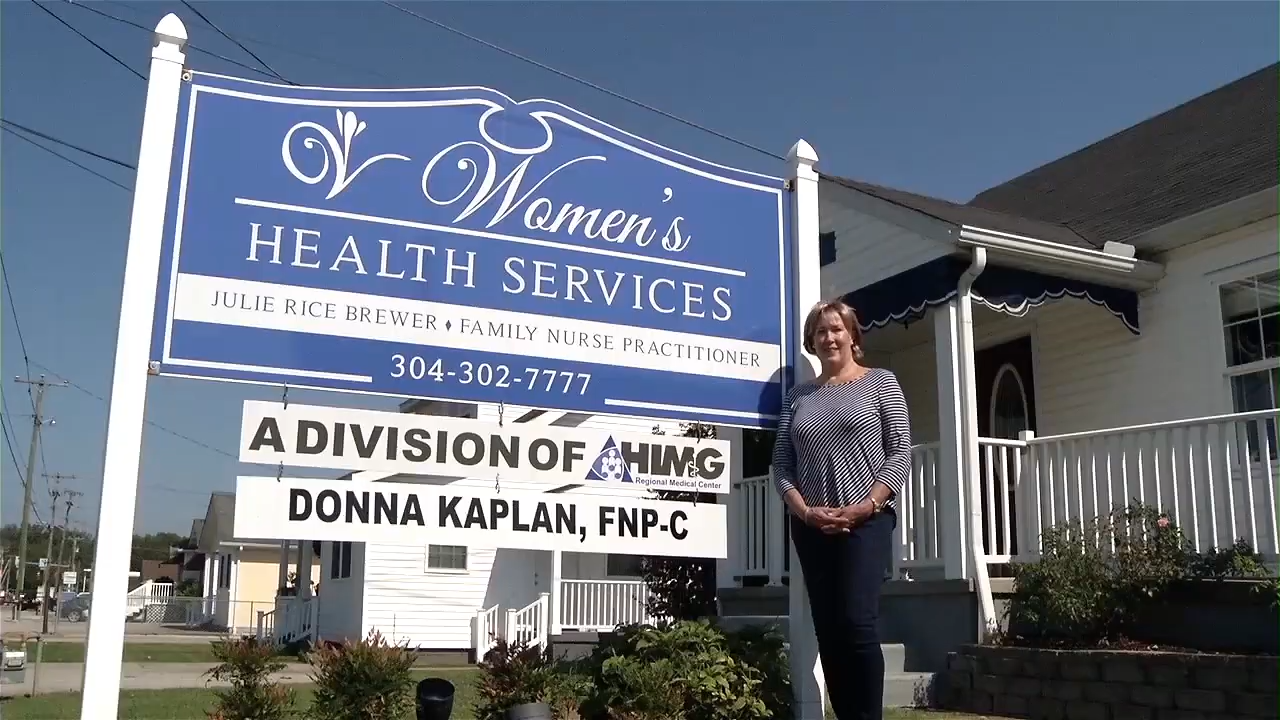 Women's
HEALTH SERVICES
JULIE RICE BREWER ♦ FAMILY NURSE PRACTITIONER
304-302-7777
A DIVISION OF HIMG
Regional Medical Center
DONNA KAPLAN, FNP-C